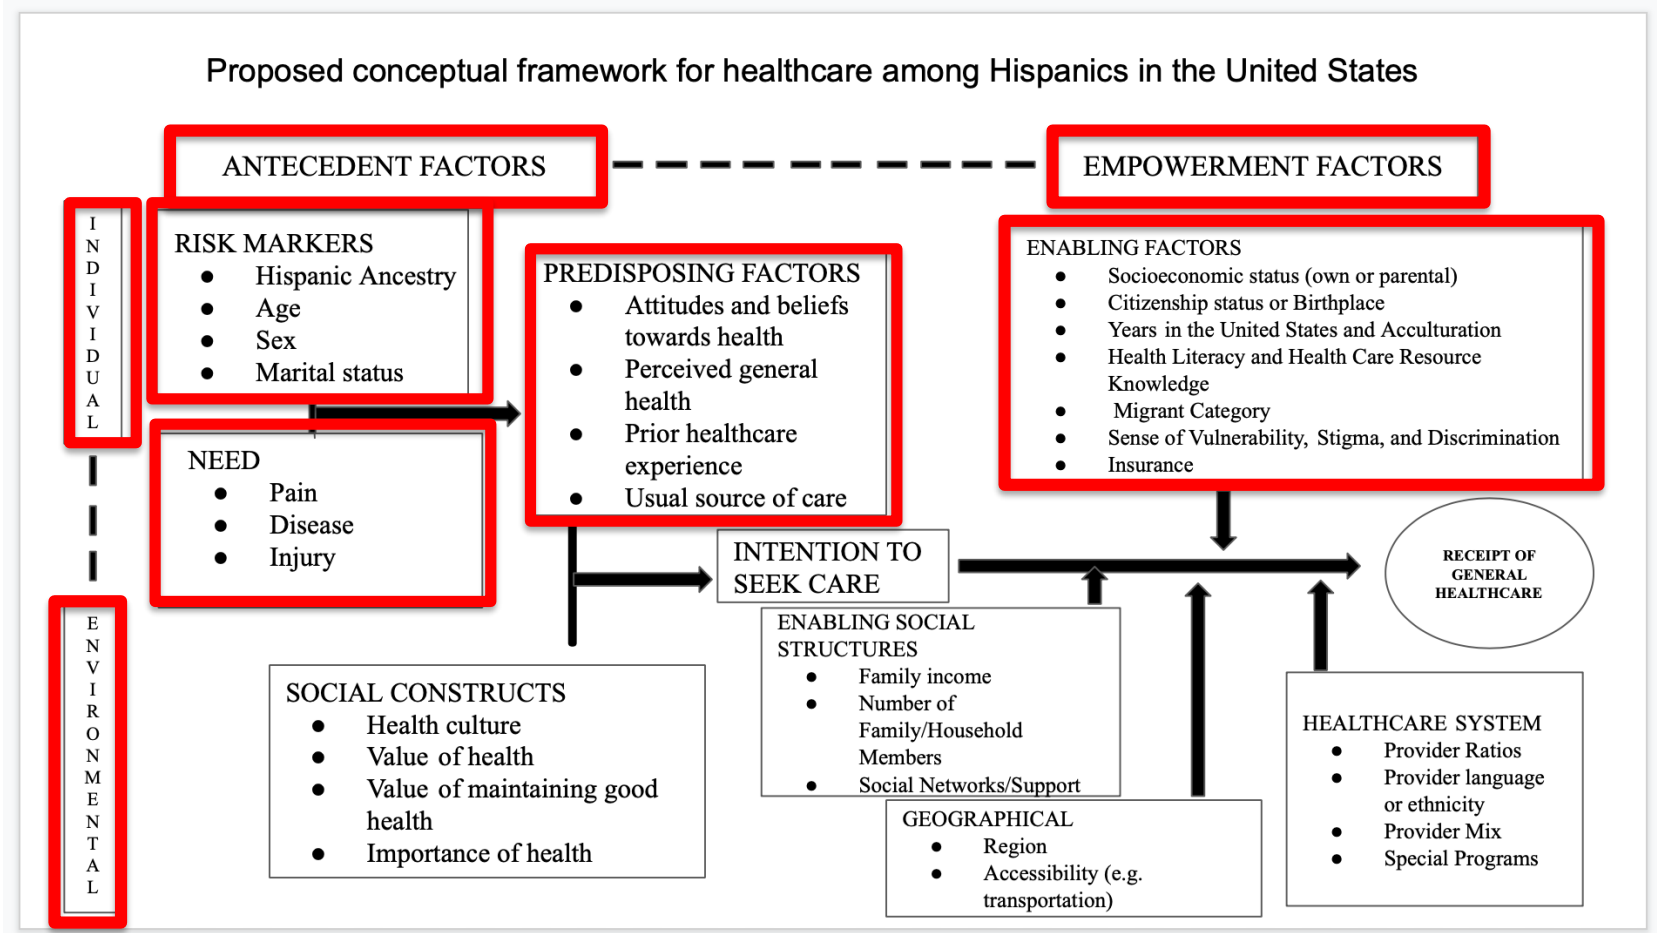 Proposed conceptual framework for healthcare among Hispanics in the United States
ANTECEDENT FACTORS
EMPOWERMENT FACTORS
INDIVIDUAL
RISK MARKERS
● Hispanic Ancestry
● Age
● Sex
● Marital status
NEED
● Pain
● Disease
● Injury
PREDISPOSING FACTORS
● Attitudes and beliefs
towards health
● Perceived general
health
● Prior healthcare
experience
● Usual source of care
ENABLING FACTORS
● Socioeconomic status (own or parental)
● Citizenship status or Birthplace
● Years in the United States and Acculturation
● Health Literacy and Health Care Resource
Knowledge
● Migrant Category
● Sense of Vulnerability, Stigma, and Discrimination
● Insurance
INTENTION TO
SEEK CARE
RECEIPT OF
GENERAL
HEALTHCARE
ENVIRONMENTAL
SOCIAL CONSTRUCTS
● Health culture
● Value of health
● Value of maintaining good
health
● Importance of health
ENABLING SOCIAL
STRUCTURES
● Family income
● Number of
Family/Household
Members
● Social Networks/Support
GEOGRAPHICAL
● Region
● Accessibility (e.g.
transportation)
HEALTHCARE SYSTEM
● Provider Ratios
● Provider language
or ethnicity
● Provider Mix
● Special Programs